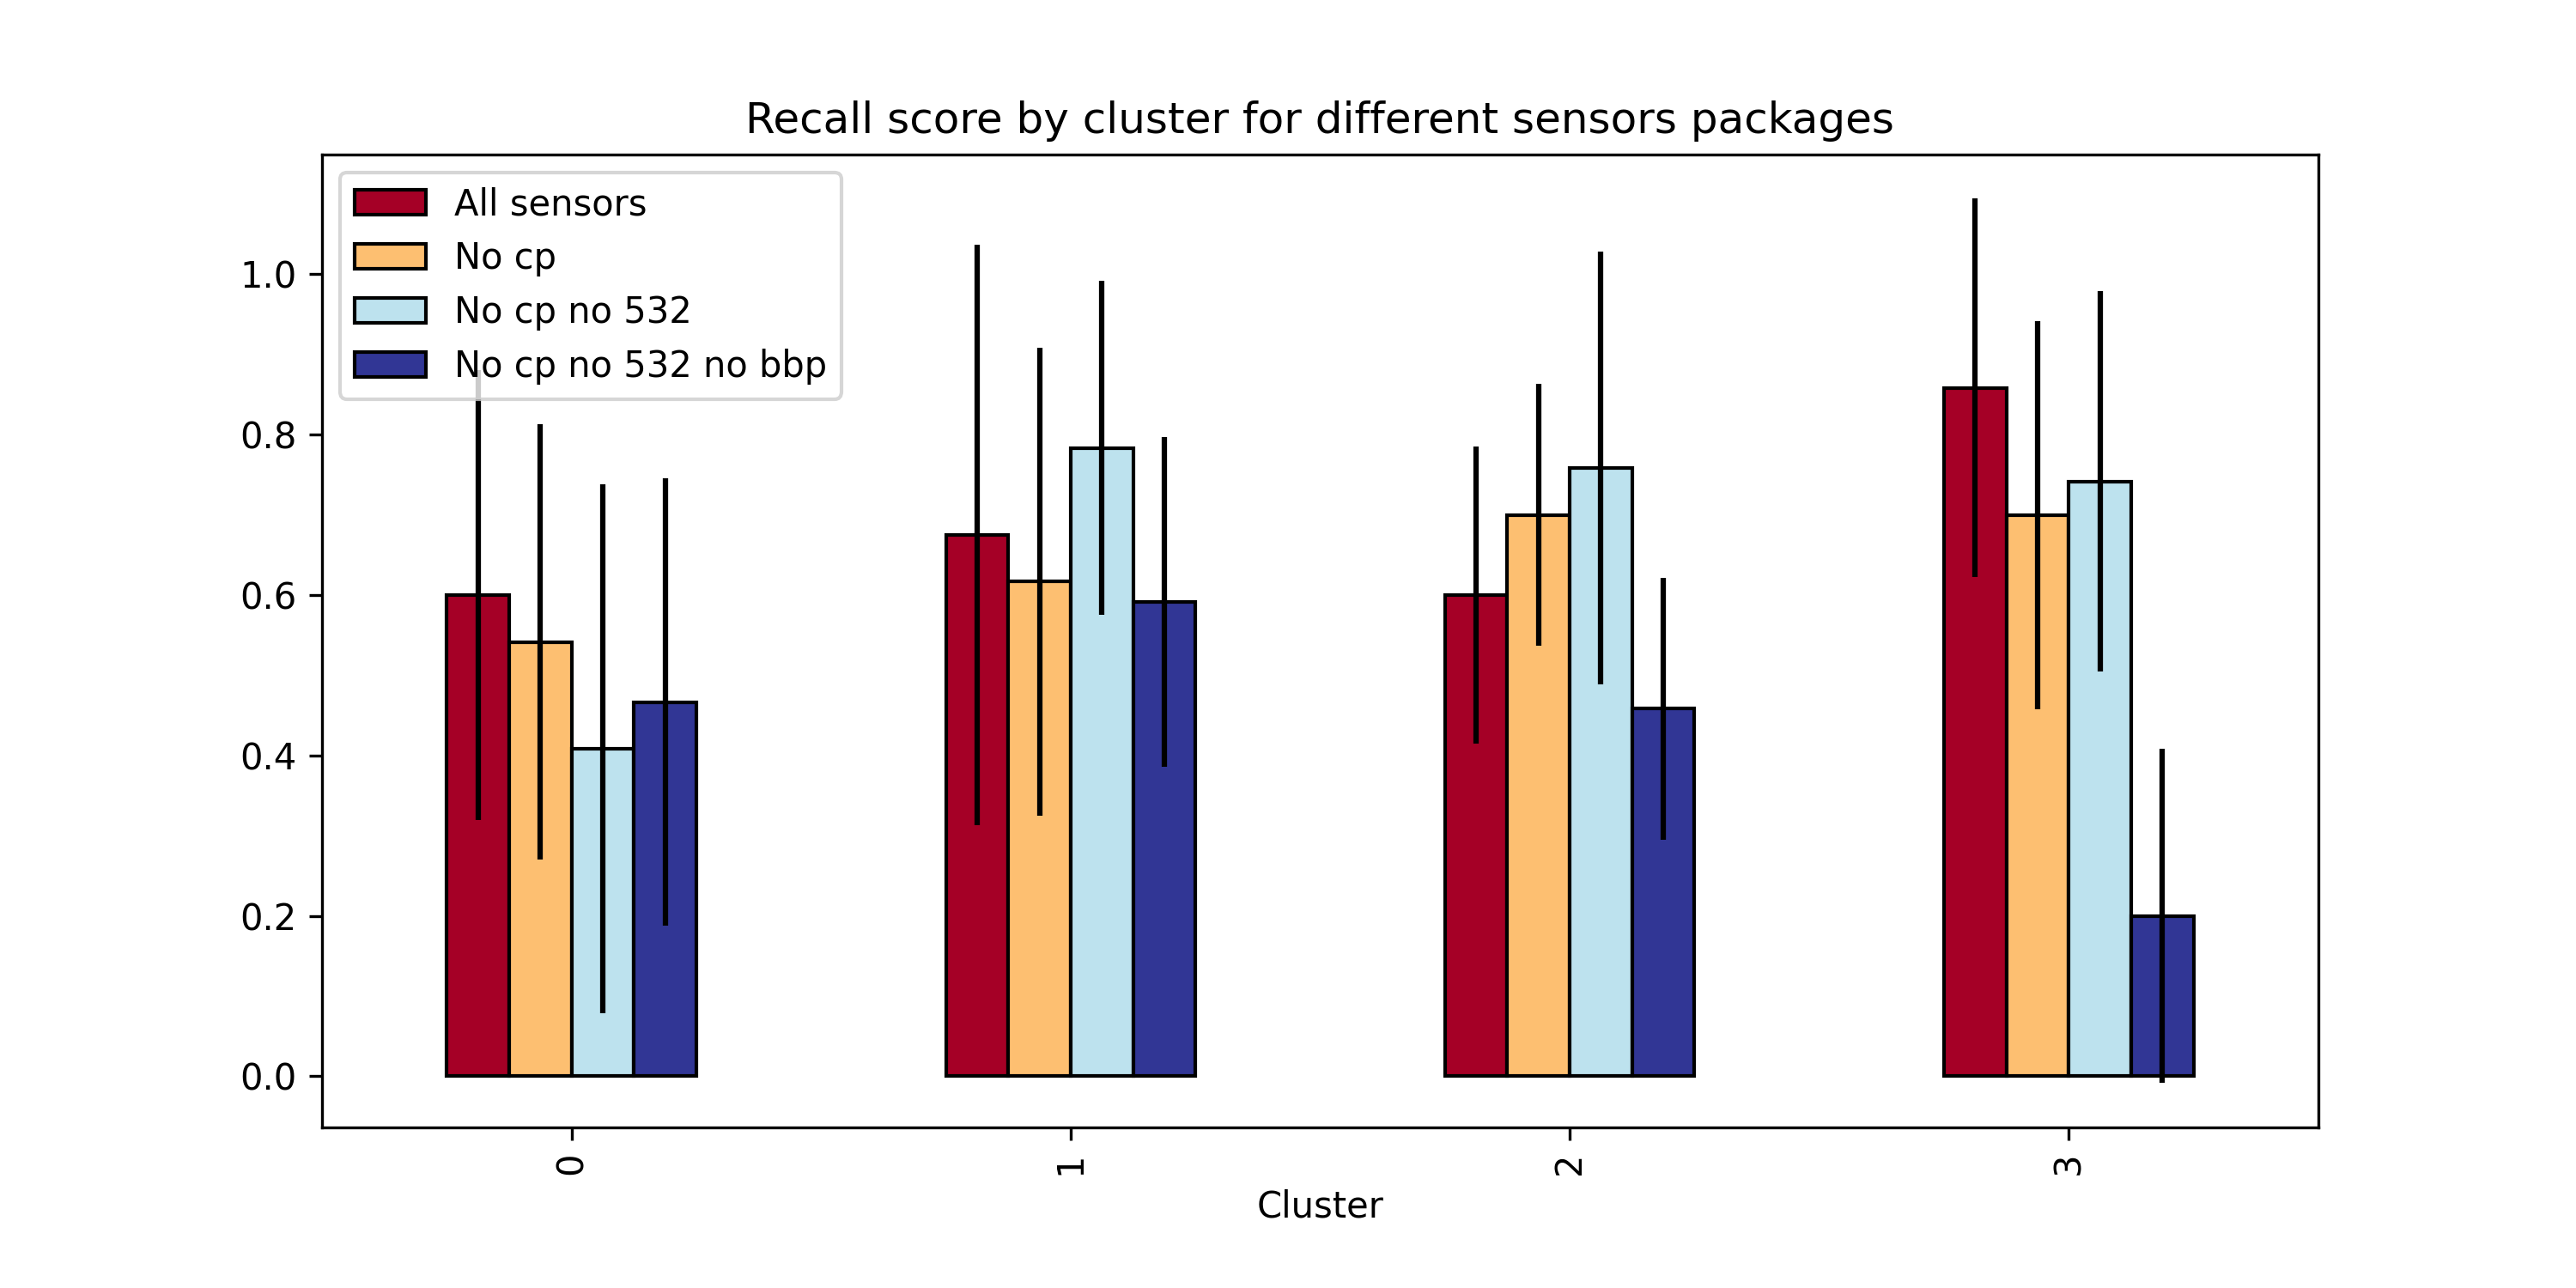 Recall score by cluster for different sensors packages
All sensors
No cp
No cp no 532
No cp no 532 no bbp
1.0
0.8
0.6
0.4
0.2
0.0
0
1
2
3
Cluster